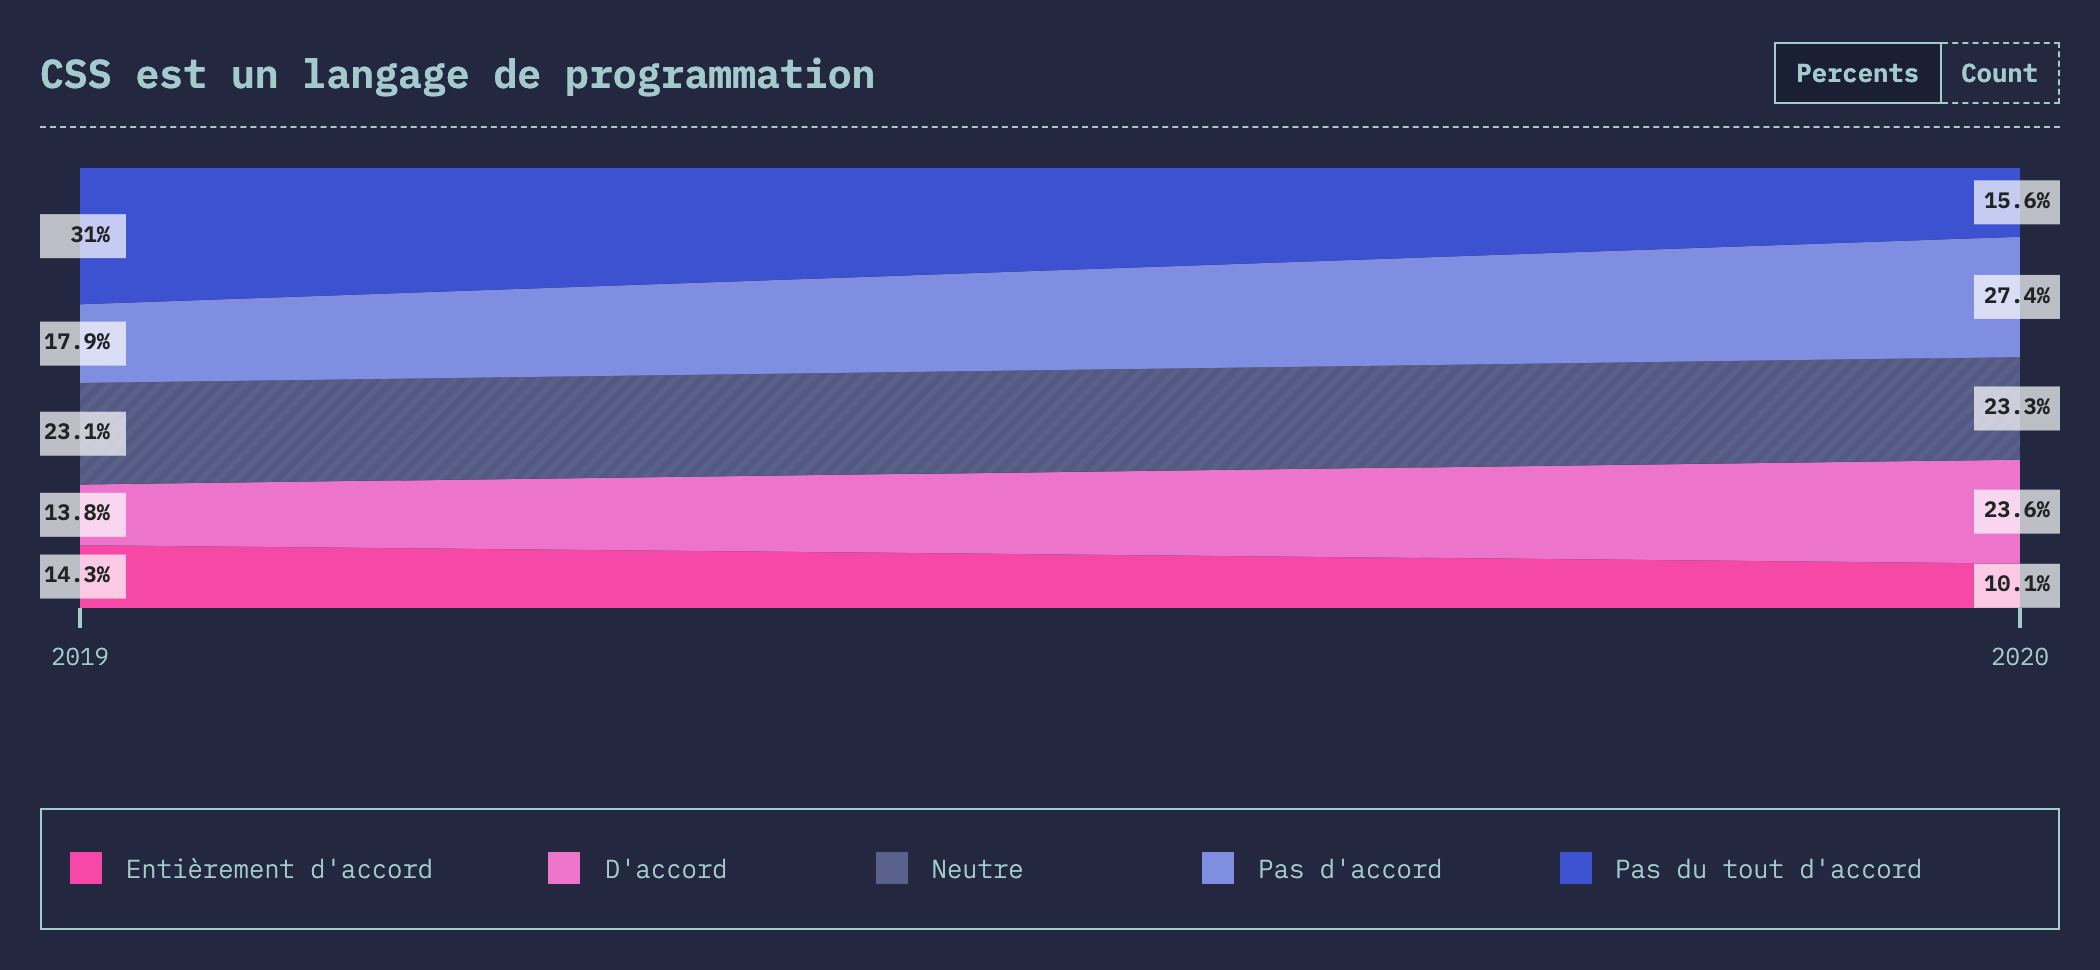 CSS est un langage de programmation
Percents
Count
31%
15.6%
17.9%
27.4%
23.1%
23.3%
13.8%
23.6%
14.3%
10.1%
2019
2020
Entièrement d'accord
D'accord
Neutre
Pas d'accord
Pas du tout d'accord